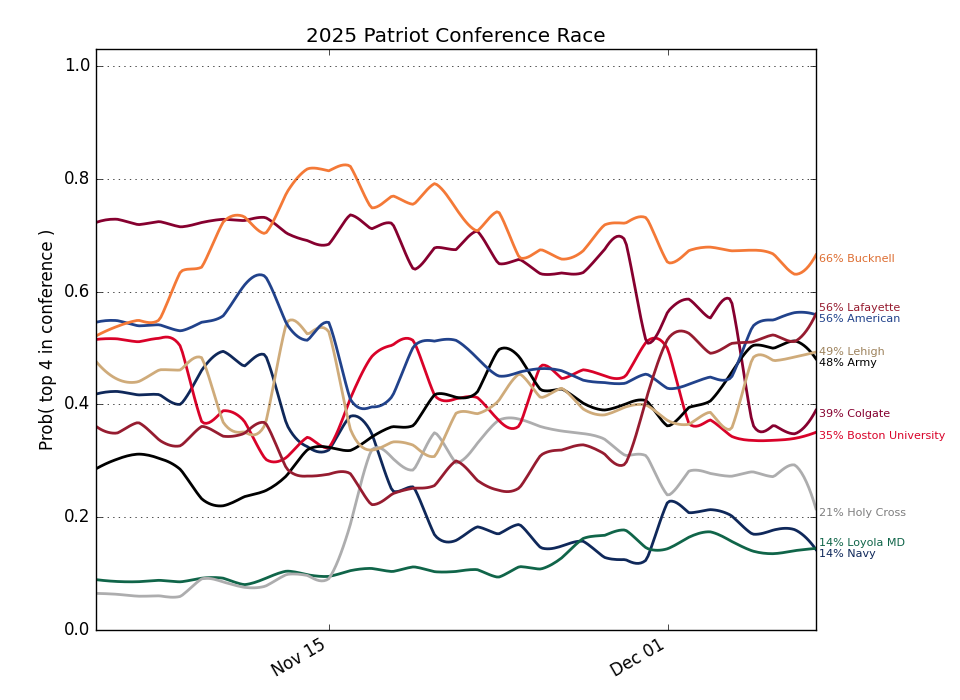 2025 Patriot Conference Race
Prob( top 4 in conference )
1.0
0.8
0.6
0.4
0.2
0.0
Nov 15
Dec 01
66% Bucknell
56% Lafayette
56% American
49% Lehigh
48% Army
39% Colgate
35% Boston University
21% Holy Cross
14% Loyola MD
14% Navy